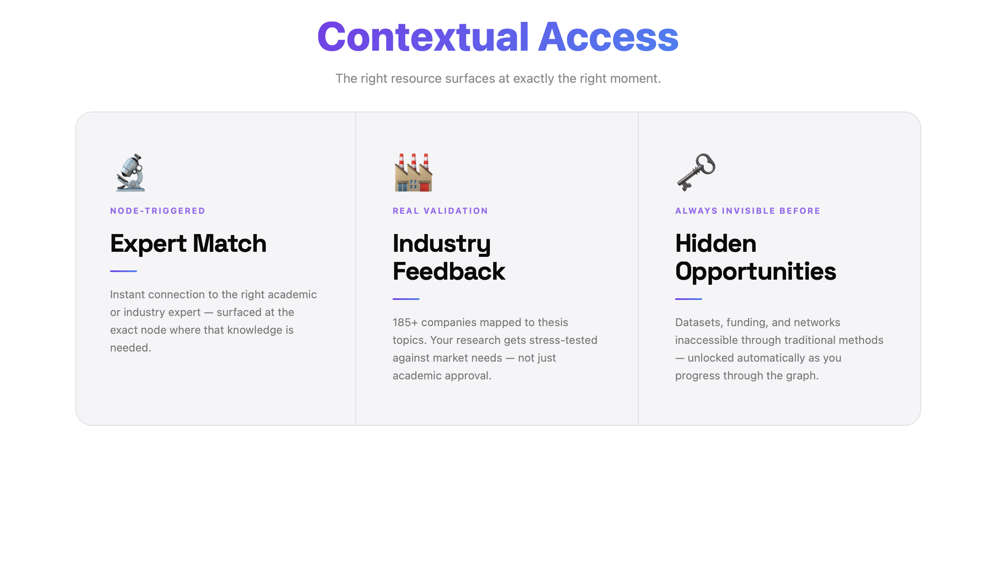 Contextual Access
The right resource surfaces at exactly the right moment.
NODE-TRIGGERED
Expert Match
Instant connection to the right academic
or industry expert — surfaced at the
exact node where that knowledge is
needed.
REAL VALIDATION
Industry
Feedback
185+ companies mapped to thesis
topics. Your research gets stress-tested
against market needs — not just
academic approval.
ALWAYS INVISIBLE BEFORE
Hidden
Opportunities
Datasets, funding, and networks
inaccessible through traditional methods
— unlocked automatically as you
progress through the graph.